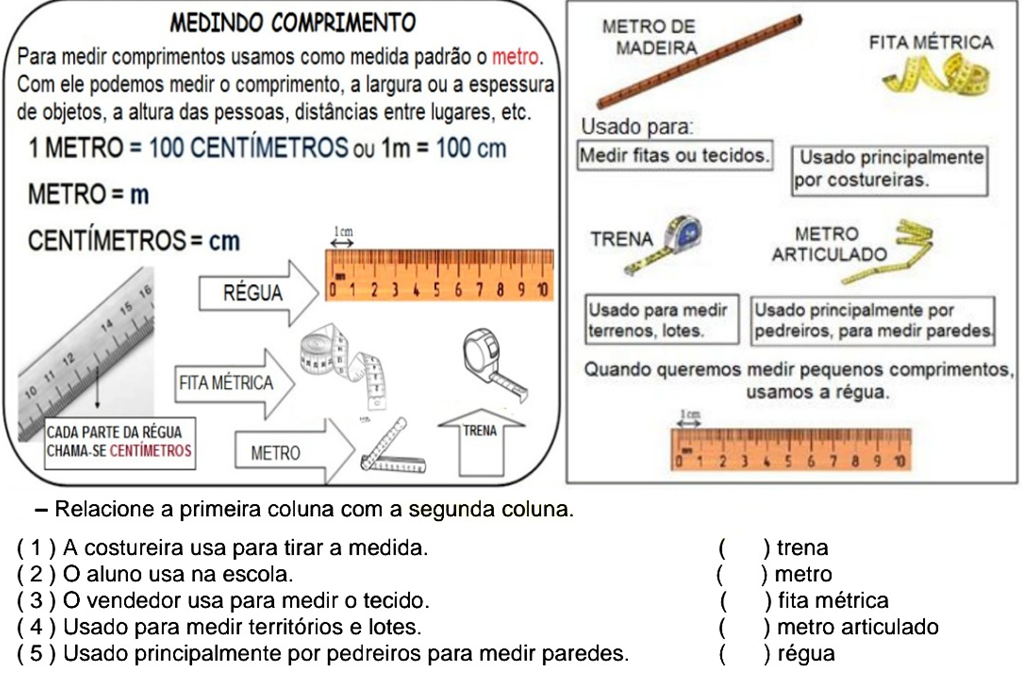 MEDINDO COMPRIMENTO
Para medir comprimentos usamos como medida padrão o metro.
Com ele podemos medir o comprimento, a largura ou a espessura
de objetos, a altura das pessoas, distâncias entre lugares, etc.
1 METRO = 100 CENTÍMETROS ou 1m = 100 cm
METRO = m
CENTÍMETROS = cm
1cm
RÉGUA
0 1 2 3 4 5 6 7 8 9 10
10 11 12 14 15 16
FITA MÉTRICA
CADA PARTE DA RÉGUA
CHAMA-SE CENTÍMETROS
METRO
TRENA
METRO DE
MADEIRA
FITA MÉTRICA
Usado para:
Medir fitas ou tecidos.
Usado principalmente
por costureiras.
TRENA
METRO
ARTICULADO
Usado para medir
terrenos, lotes.
Usado principalmente por
pedreiros, para medir paredes.
Quando queremos medir pequenos comprimentos,
usamos a régua.
1cm
0 1 2 3 4 5 6 7 8 9 10
– Relacione a primeira coluna com a segunda coluna.
( 1 ) A costureira usa para tirar a medida. ( ) trena
( 2 ) O aluno usa na escola. ( ) metro
( 3 ) O vendedor usa para medir o tecido. ( ) fita métrica
( 4 ) Usado para medir territórios e lotes. ( ) metro articulado
( 5 ) Usado principalmente por pedreiros para medir paredes. ( ) régua